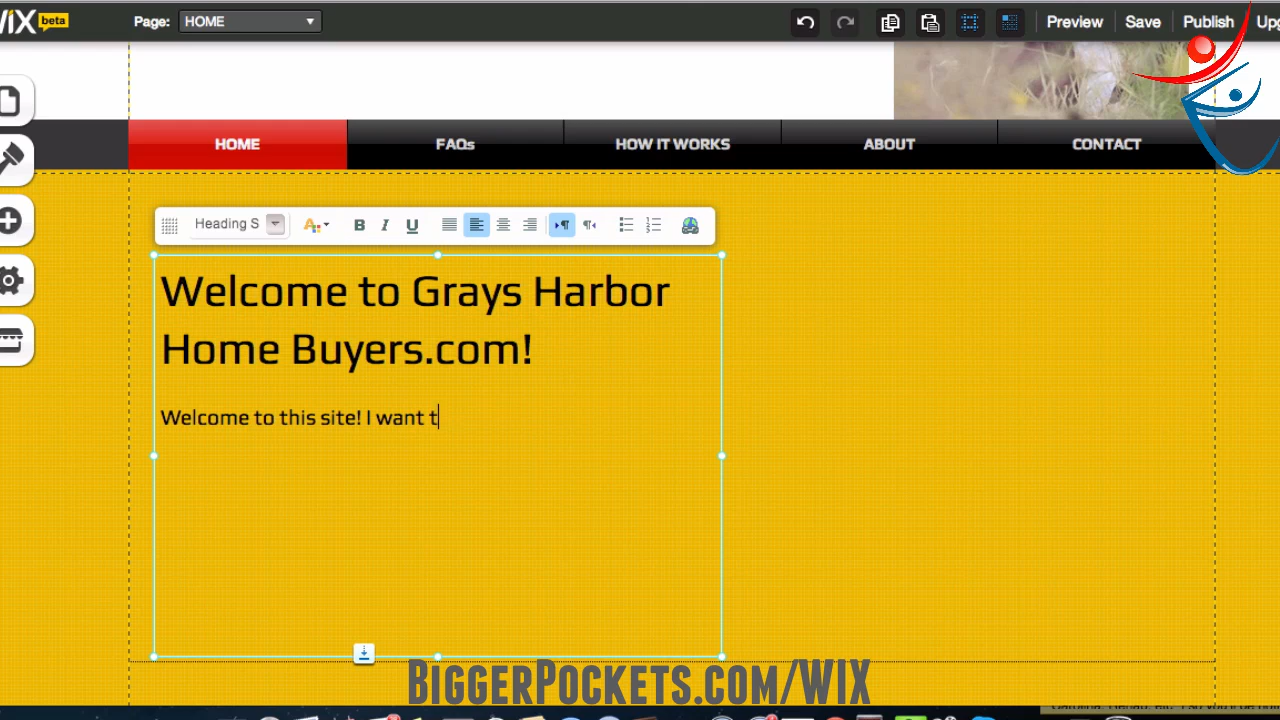 WiX beta Page: HOME Preview Save Publish Upg
HOME FAQs HOW IT WORKS ABOUT CONTACT
Heading S B I U
Welcome to Grays Harbor
Home Buyers.com!
Welcome to this site! I want t
BIGGERPOCKETS.COM/WIX